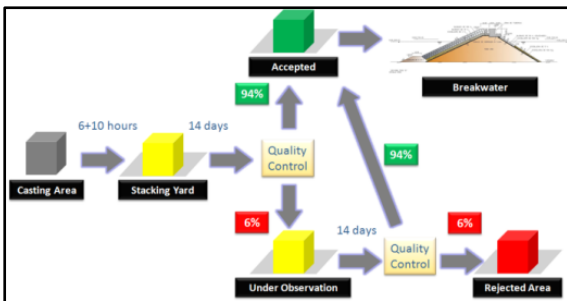 Accepted
Breakwater
94%
6+10 hours
14 days
Quality
Control
94%
Casting Area
Stacking Yard
6%
14 days
Quality
Control
6%
Under Observation
Rejected Area